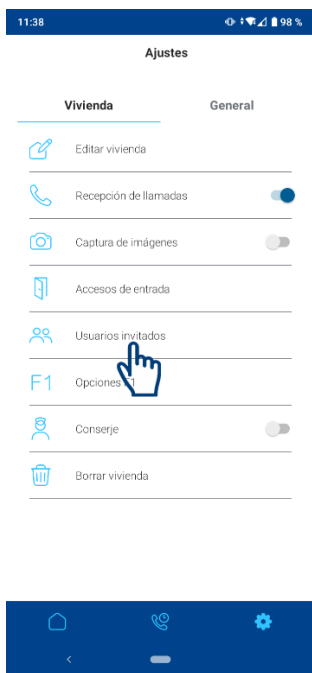 11:38
98 %
Ajustes
Vivienda
General
Editar vivienda
Recepción de llamadas
Captura de imágenes
Accesos de entrada
Usuarios invitados
F1
Opciones F1
Conserje
Borrar vivienda